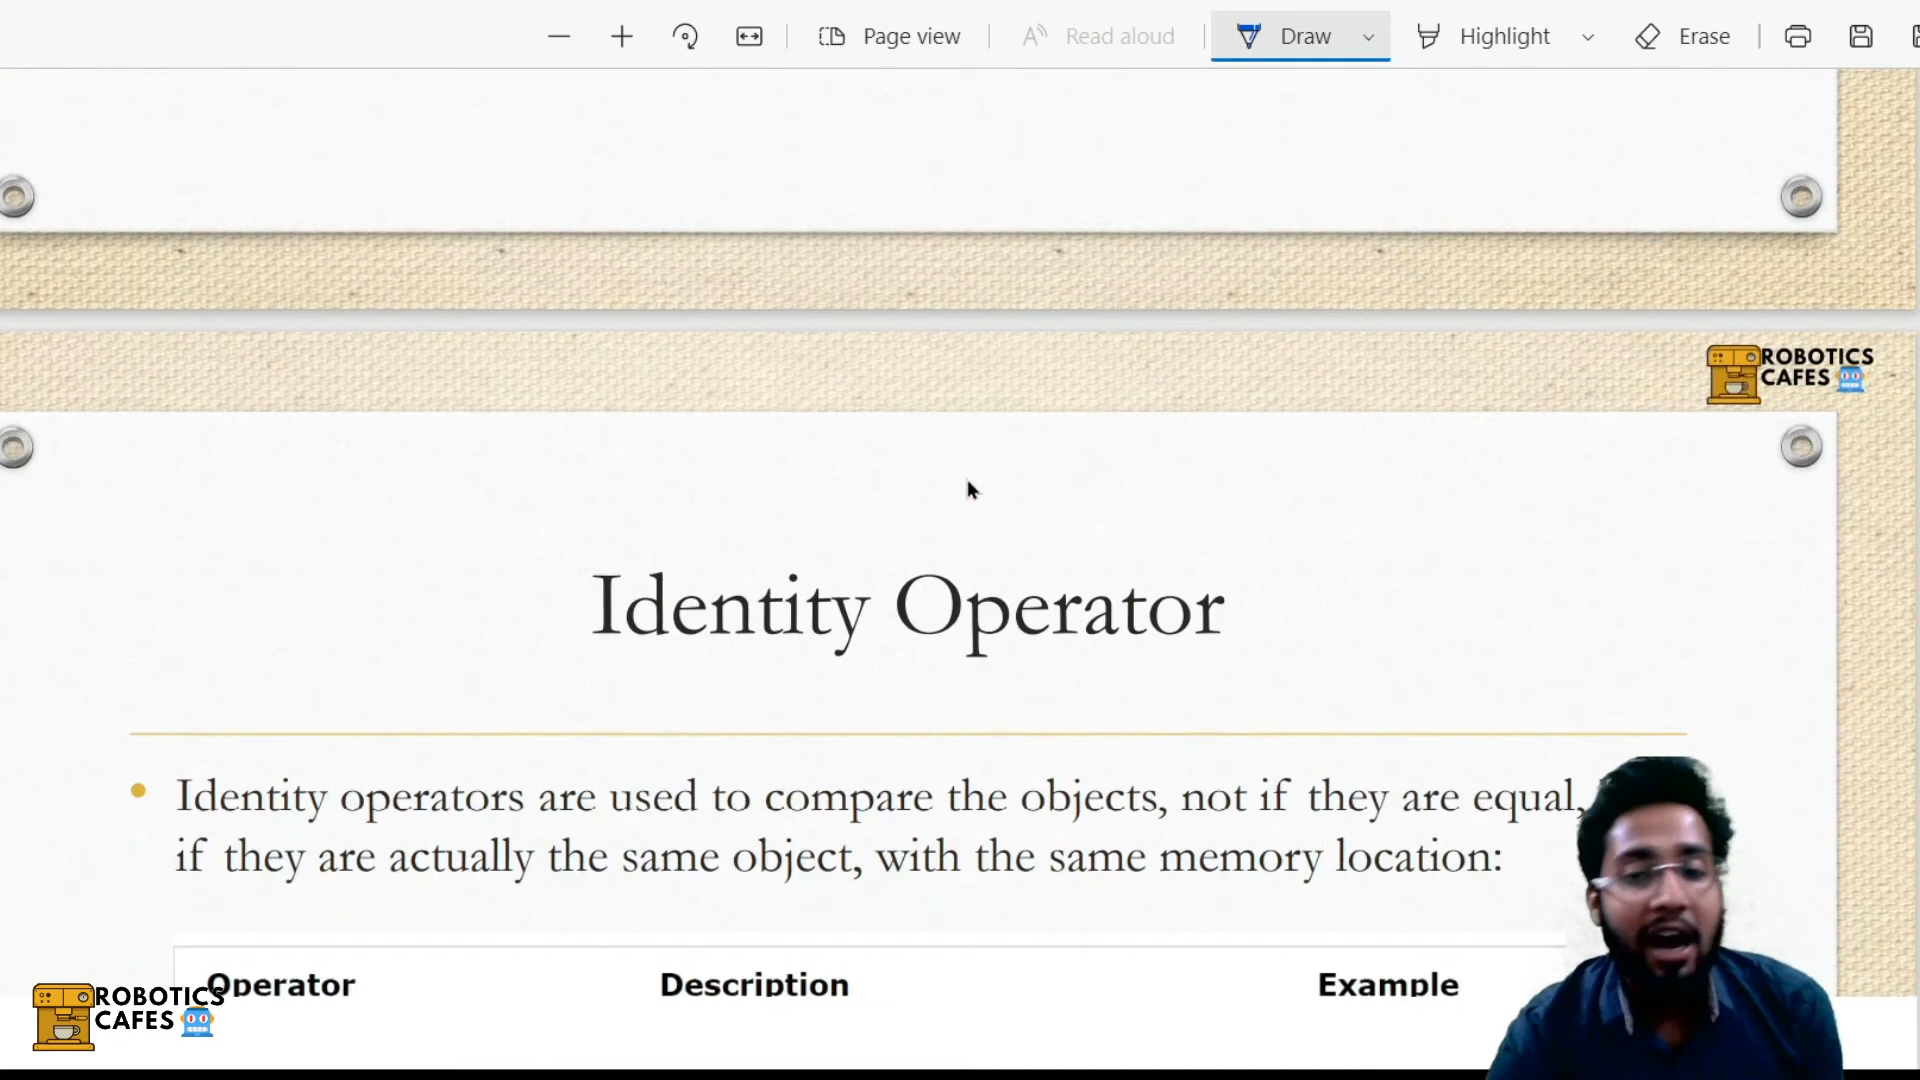 Page view
Read aloud
Draw
Highlight
Erase
ROBOTICS
CAFES
Identity Operator
Identity operators are used to compare the objects, not if they are equal,
if they are actually the same object, with the same memory location:
Operator Description Example
ROBOTICS
CAFES